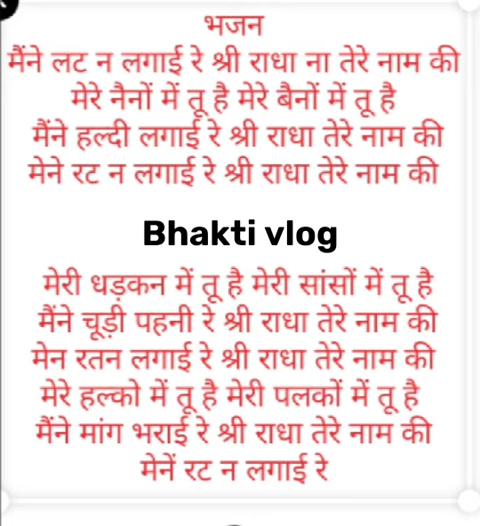 भजन
मैंने लट न लगाई रे श्री राधा ना तेरे नाम की
मेरे नैनों में तू है मेरे बैनों में तू है
मैंने हल्दी लगाई रे श्री राधा तेरे नाम की
मेने रट न लगाई रे श्री राधा तेरे नाम की
Bhakti vlog
मेरी धड़कन में तू है मेरी सांसों में तू है
मैंने चूड़ी पहनी रे श्री राधा तेरे नाम की
मेन रतन लगाई रे श्री राधा तेरे नाम की
मेरे हल्को में तू है मेरी पलकों में तू है
मैंने मांग भराई रे श्री राधा तेरे नाम की
मेनें रट न लगाई रे